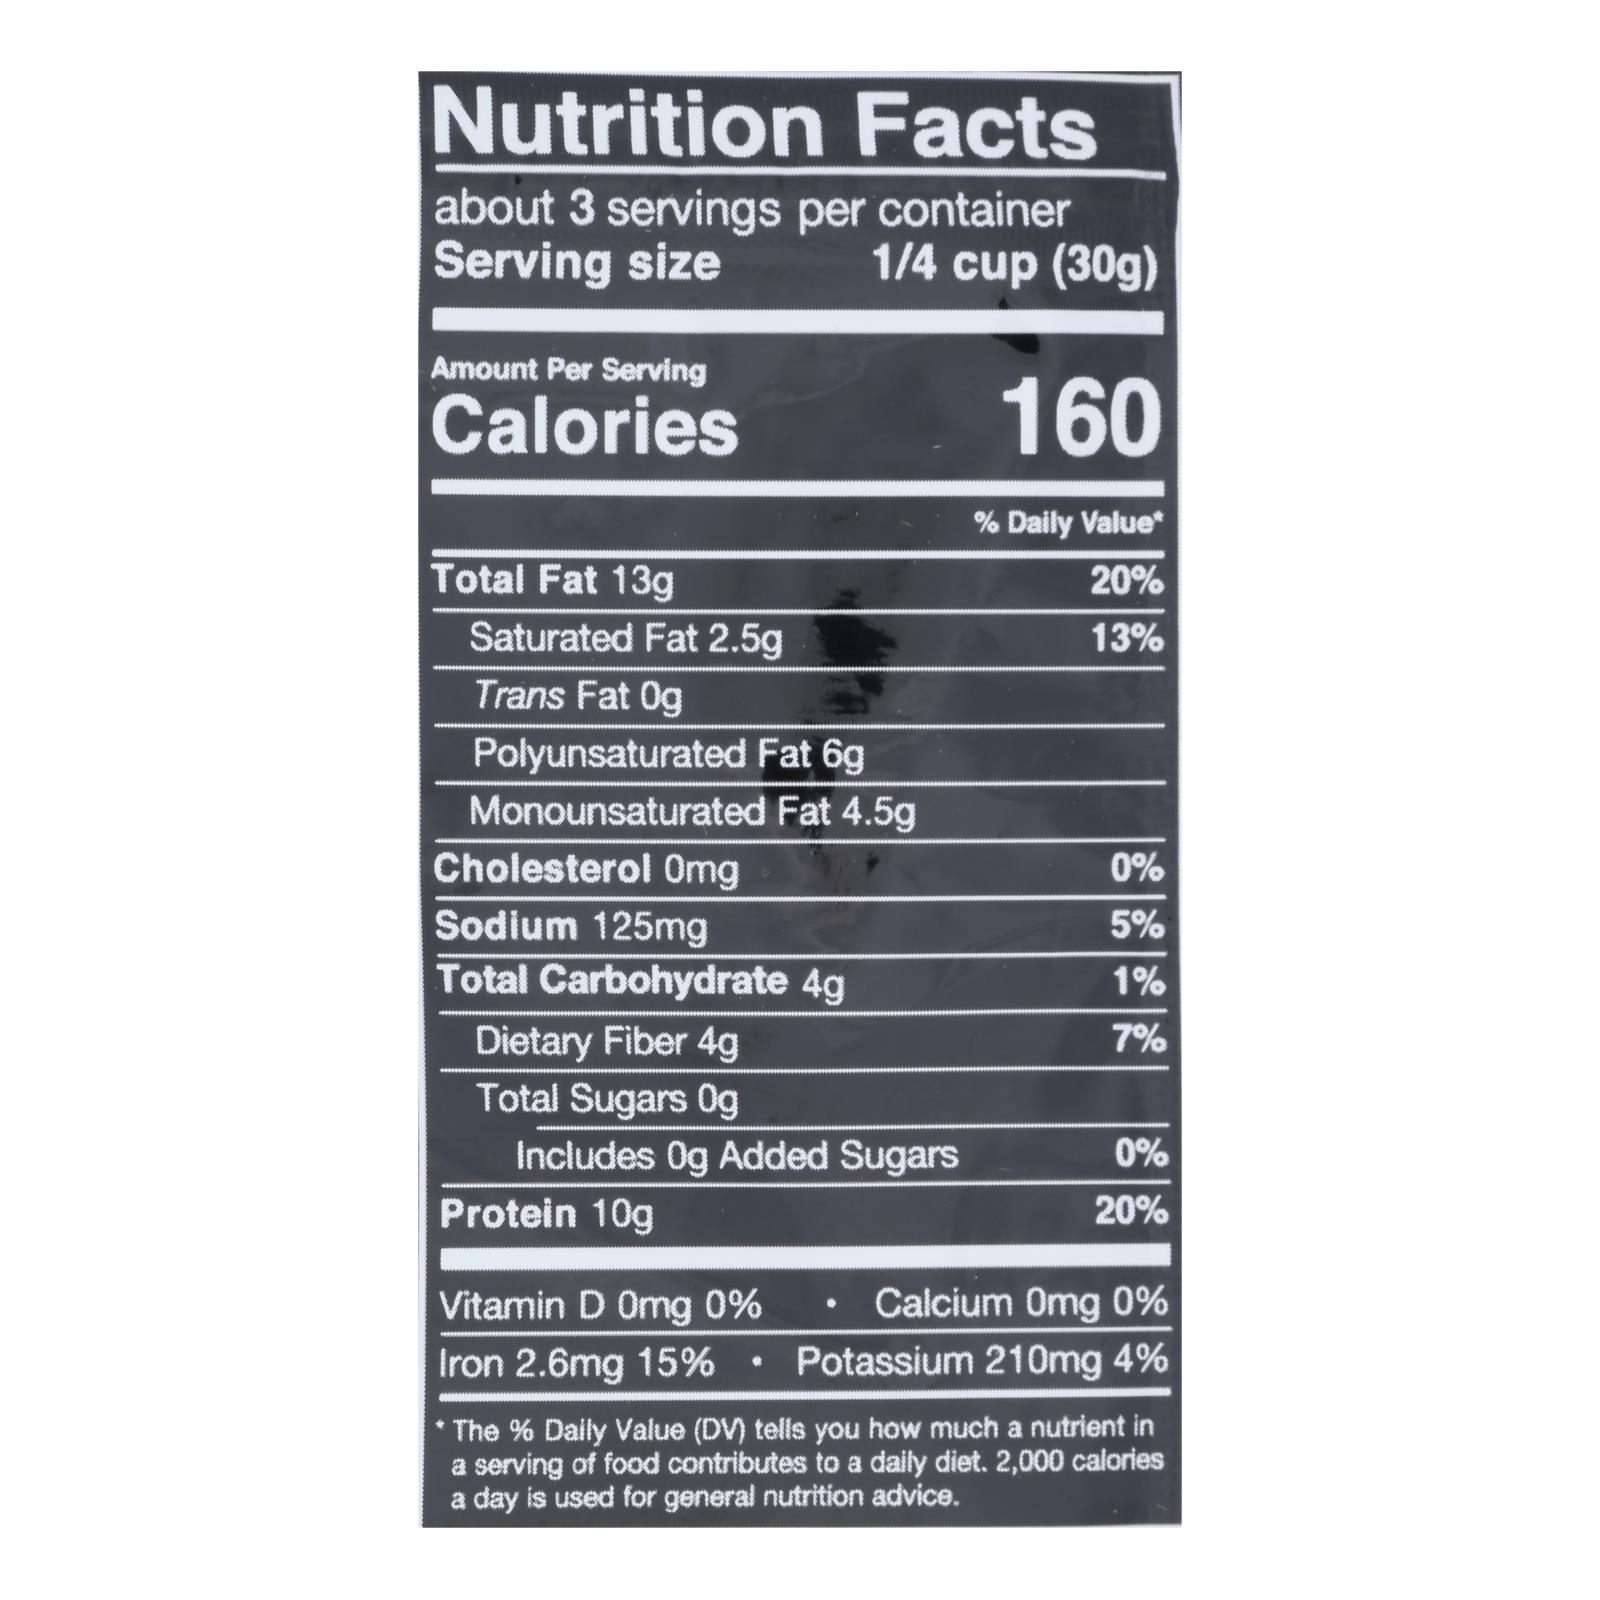 Nutrition Facts
about 3 servings per container
Serving size 1/4 cup (30g)
Amount Per Serving
Calories 160
% Daily Value*
Total Fat 13g 20%
Saturated Fat 2.5g 13%
Trans Fat 0g
Polyunsaturated Fat 6g
Monounsaturated Fat 4.5g
Cholesterol 0mg 0%
Sodium 125mg 5%
Total Carbohydrate 4g 1%
Dietary Fiber 4g 7%
Total Sugars 0g
Includes 0g Added Sugars 0%
Protein 10g 20%
Vitamin D 0mg 0% • Calcium 0mg 0%
Iron 2.6mg 15% • Potassium 210mg 4%
* The % Daily Value (DV) tells you how much a nutrient in
a serving of food contributes to a daily diet. 2,000 calories
a day is used for general nutrition advice.